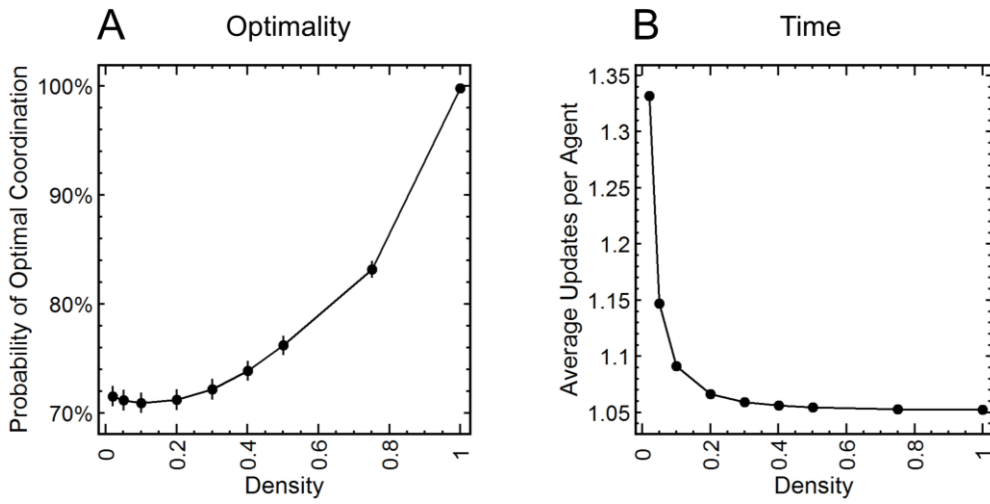 A Optimality
Probability of Optimal Coordination
100%
90%
80%
70%
0 0.2 0.4 0.6 0.8 1
Density
B Time
Average Updates per Agent
1.35
1.3
1.25
1.2
1.15
1.1
1.05
0 0.2 0.4 0.6 0.8 1
Density